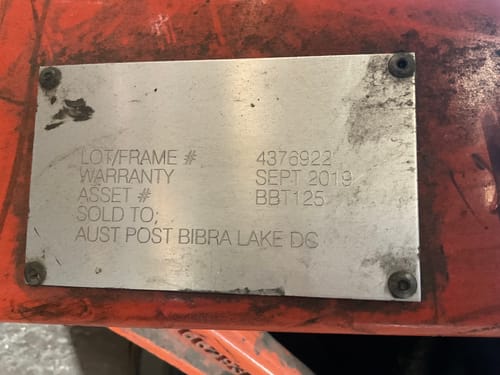 LOT/FRAME # 4376922
WARRANTY SEPT 2019
ASSET # BBT125
SOLD TO;
AUST POST BIBRA LAKE DC